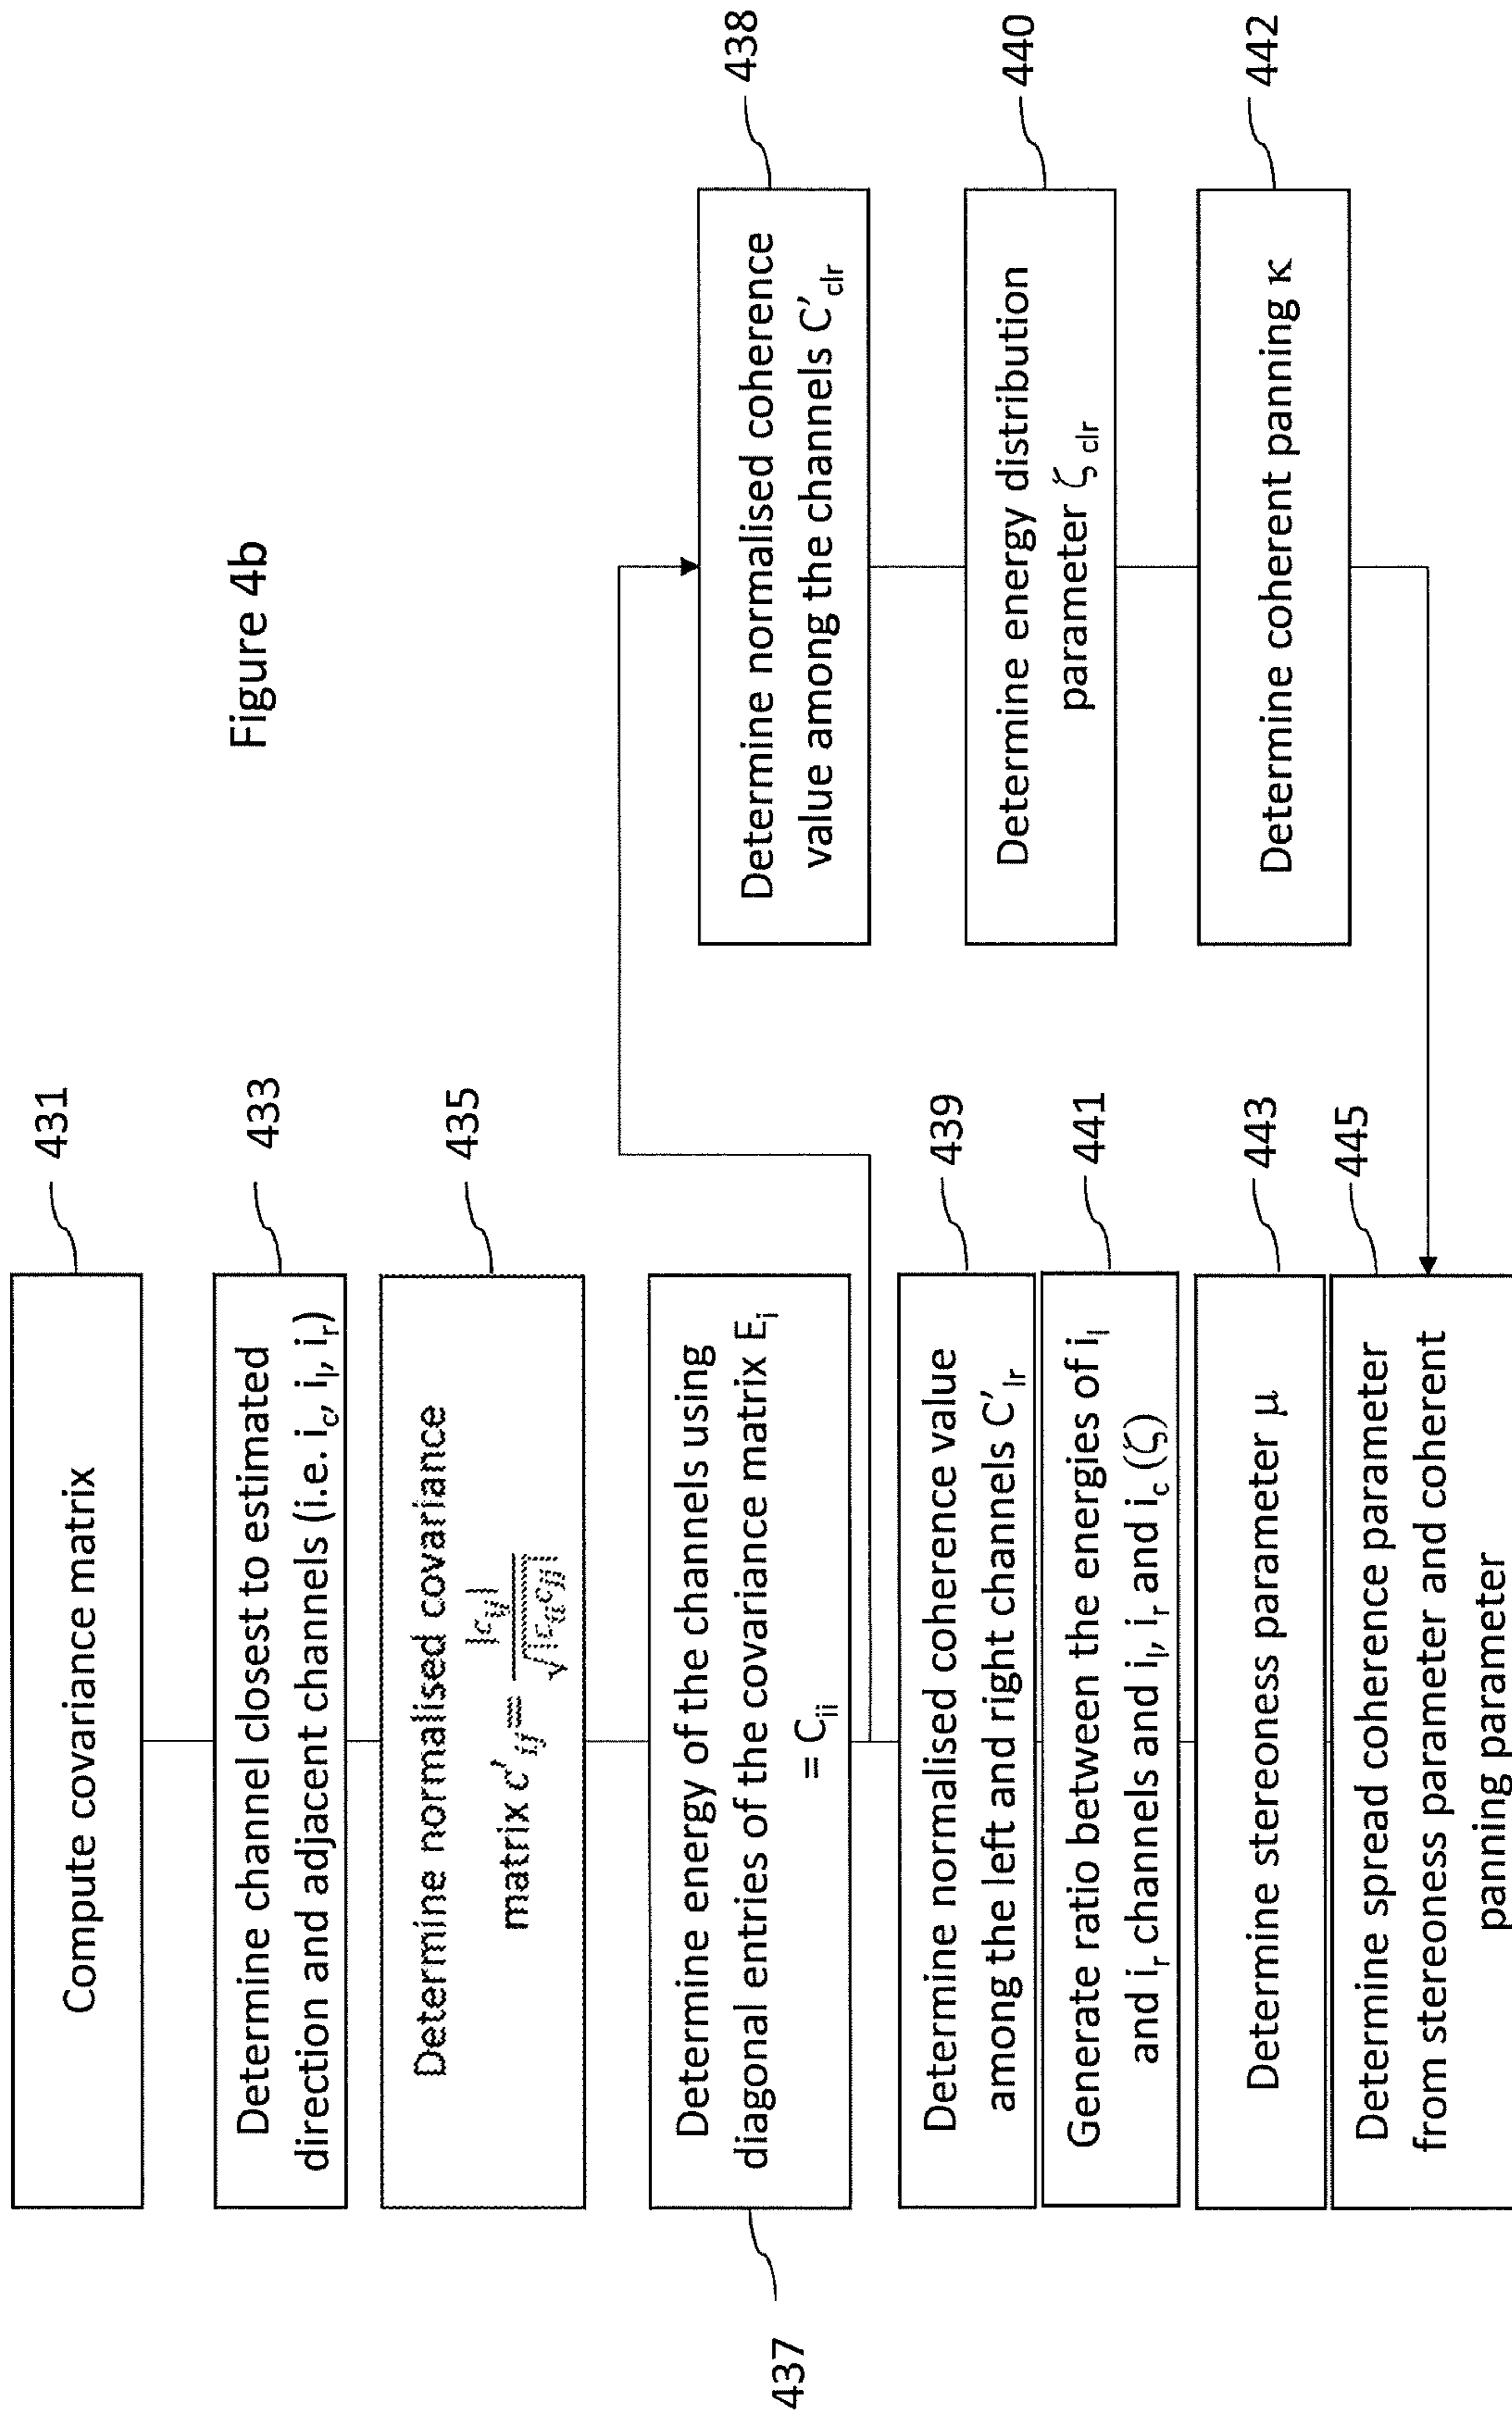 Figure 4b
Compute covariance matrix
431
Determine channel closest to estimated
direction and adjacent channels (i.e. i_c, i_l, i_r)
433
Determine normalised covariance
matrix c'_ij = |c_ij| / √|c_ii c_jj|
435
Determine energy of the channels using
diagonal entries of the covariance matrix E_i
= C_ii
437
Determine normalised coherence value
among the left and right channels C'_lr
439
Generate ratio between the energies of i_l
and i_r channels and i_l, i_r and i_c (ζ)
441
Determine stereoness parameter μ
443
Determine spread coherence parameter
from stereoness parameter and coherent
panning parameter
445
Determine normalised coherence
value among the channels C'_clr
438
Determine energy distribution
parameter ζ_clr
440
Determine coherent panning κ
442